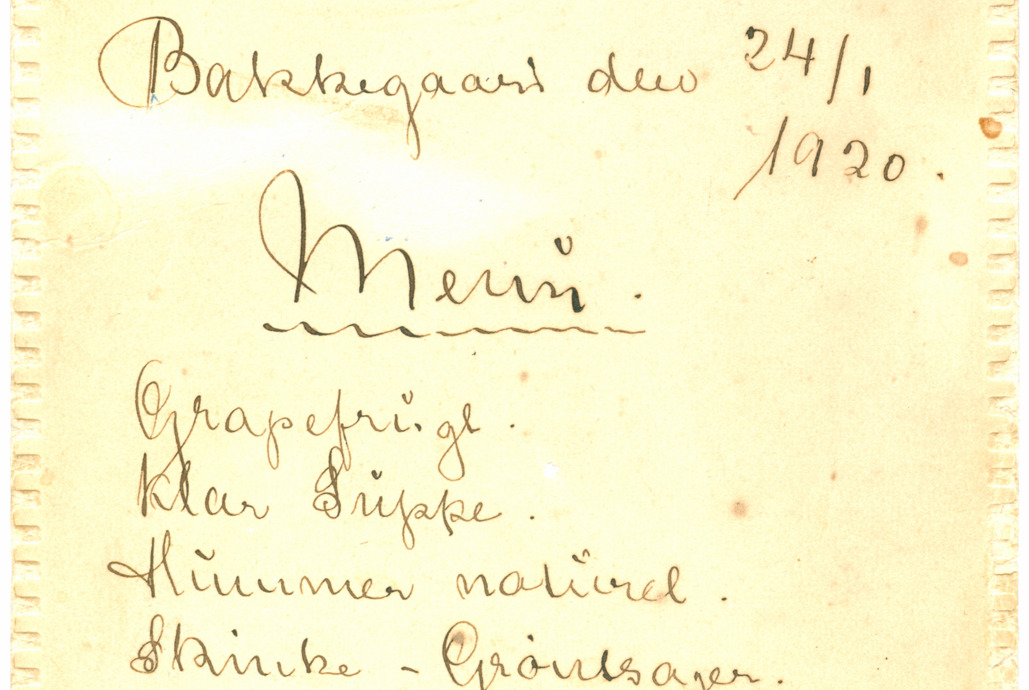 Bakkegaard den 24/1
1920.
Menu.
Grapefrugt.
Klar Suppe.
Hummer naturel.
Skinke - Grøntsager.